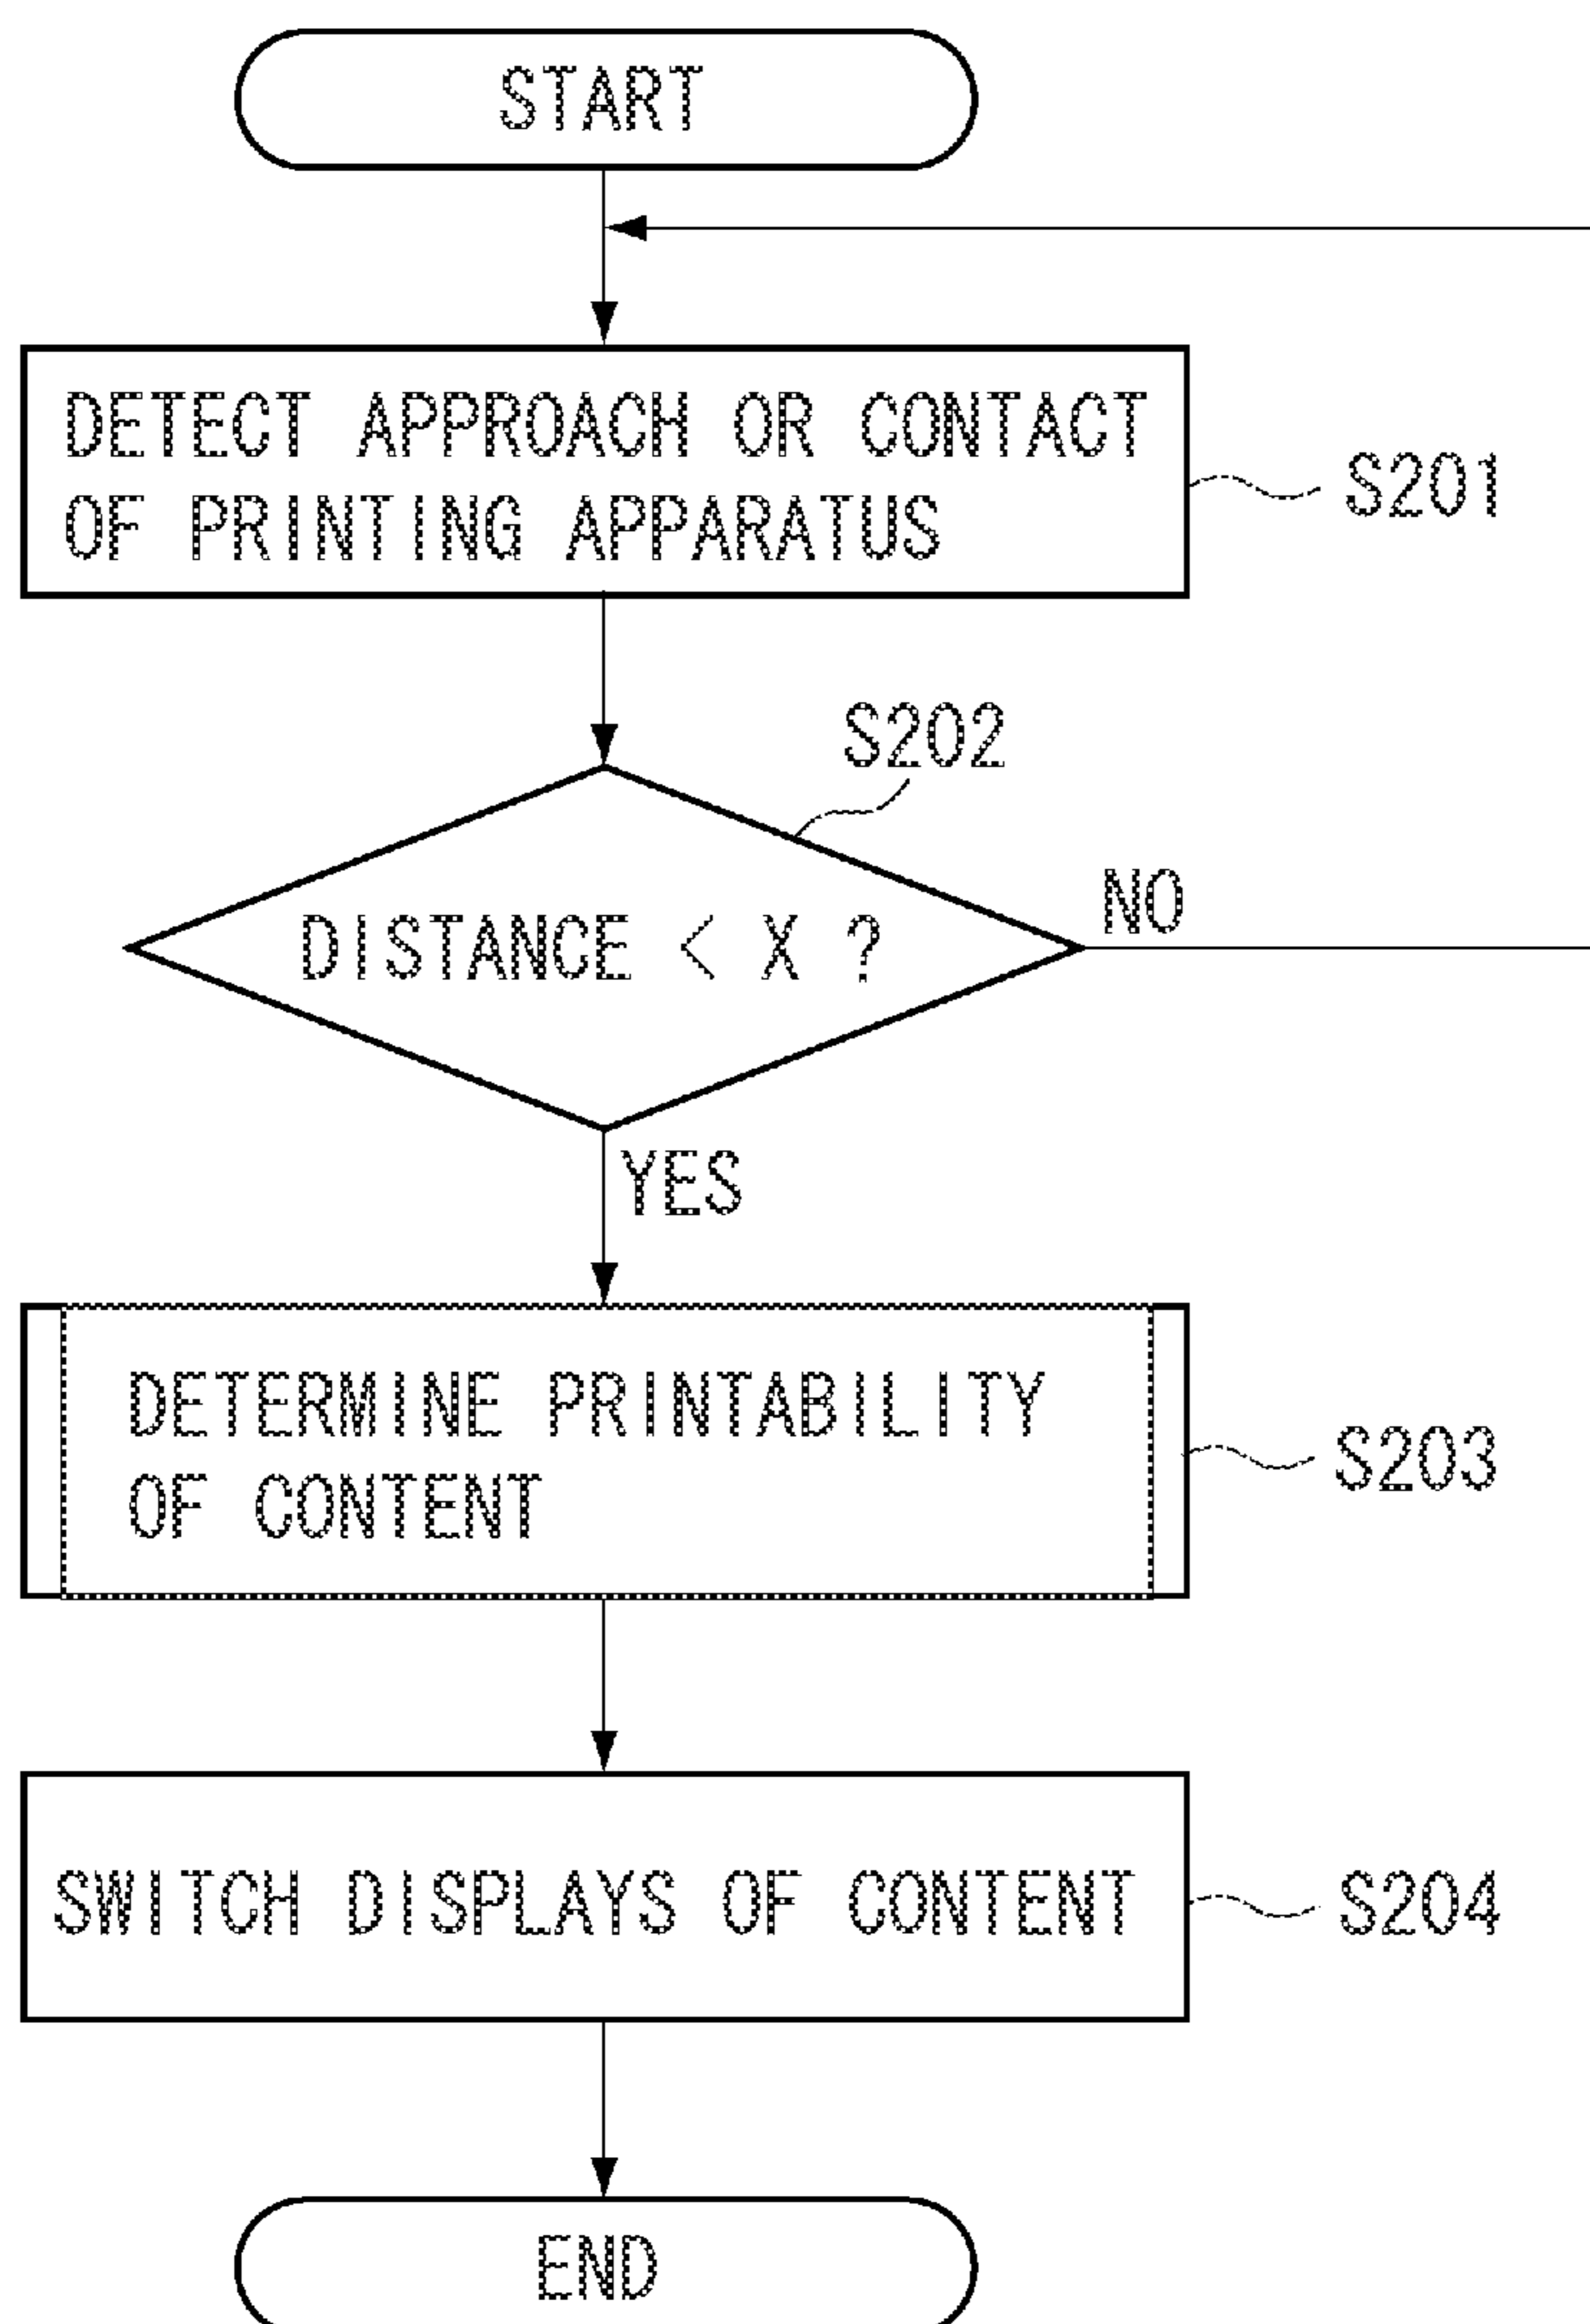 START
DETECT APPROACH OR CONTACT
OF PRINTING APPARATUS
S201
S202
DISTANCE < X ?
NO
YES
DETERMINE PRINTABILITY
OF CONTENT
S203
SWITCH DISPLAYS OF CONTENT
S204
END